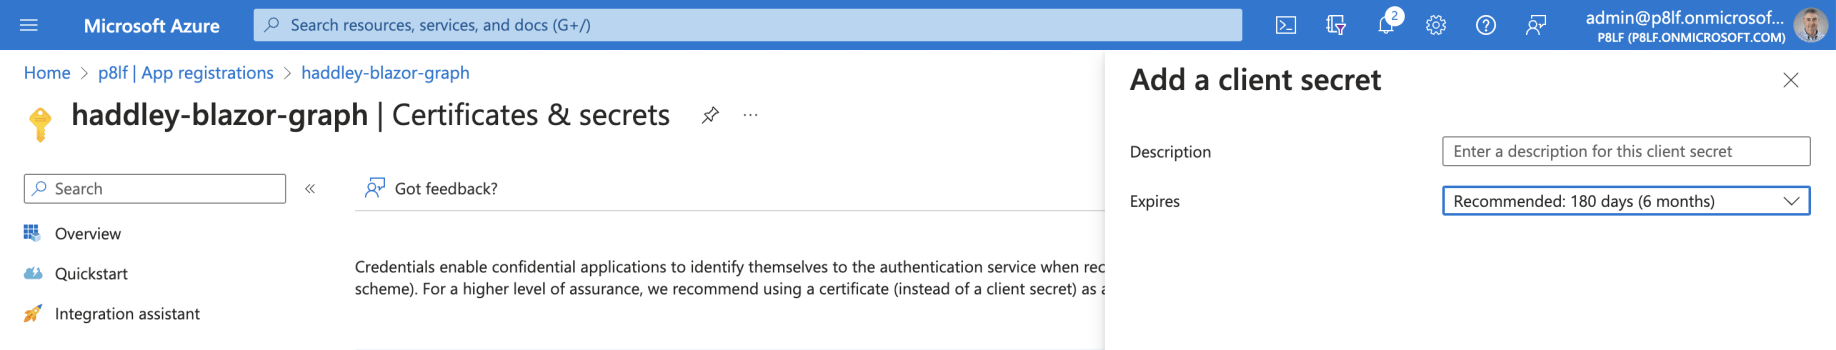 Microsoft Azure
Search resources, services, and docs (G+/)
2
admin@p8lf.onmicrosof...
P8LF (P8LF.ONMICROSOFT.COM)
Home > p8lf | App registrations > haddley-blazor-graph
haddley-blazor-graph | Certificates & secrets
...
Search
«
Overview
Quickstart
Integration assistant
Got feedback?
Credentials enable confidential applications to identify themselves to the authentication service when rec
scheme). For a higher level of assurance, we recommend using a certificate (instead of a client secret) as a
Add a client secret
Description
Enter a description for this client secret
Expires
Recommended: 180 days (6 months)